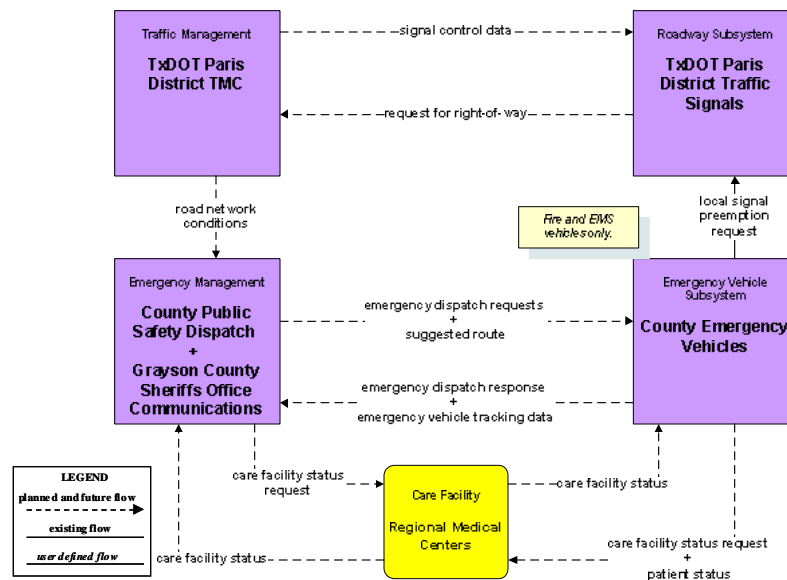 Traffic Management
TxDOT Paris
District TMC
signal control data
Roadway Subsystem
TxDOT Paris
District Traffic
Signals
request for right-of- way
road network
conditions
local signal
preemption
request
Fire and EMS
vehicles only.
Emergency Management
County Public
Safety Dispatch
+
Grayson County
Sheriffs Office
Communications
emergency dispatch requests
+
suggested route
Emergency Vehicle
Subsystem
County Emergency
Vehicles
emergency dispatch response
+
emergency vehicle tracking data
care facility status
request
Care Facility
Regional Medical
Centers
care facility status
care facility status
care facility status request
+
patient status
LEGEND
planned and future flow
existing flow
user defined flow